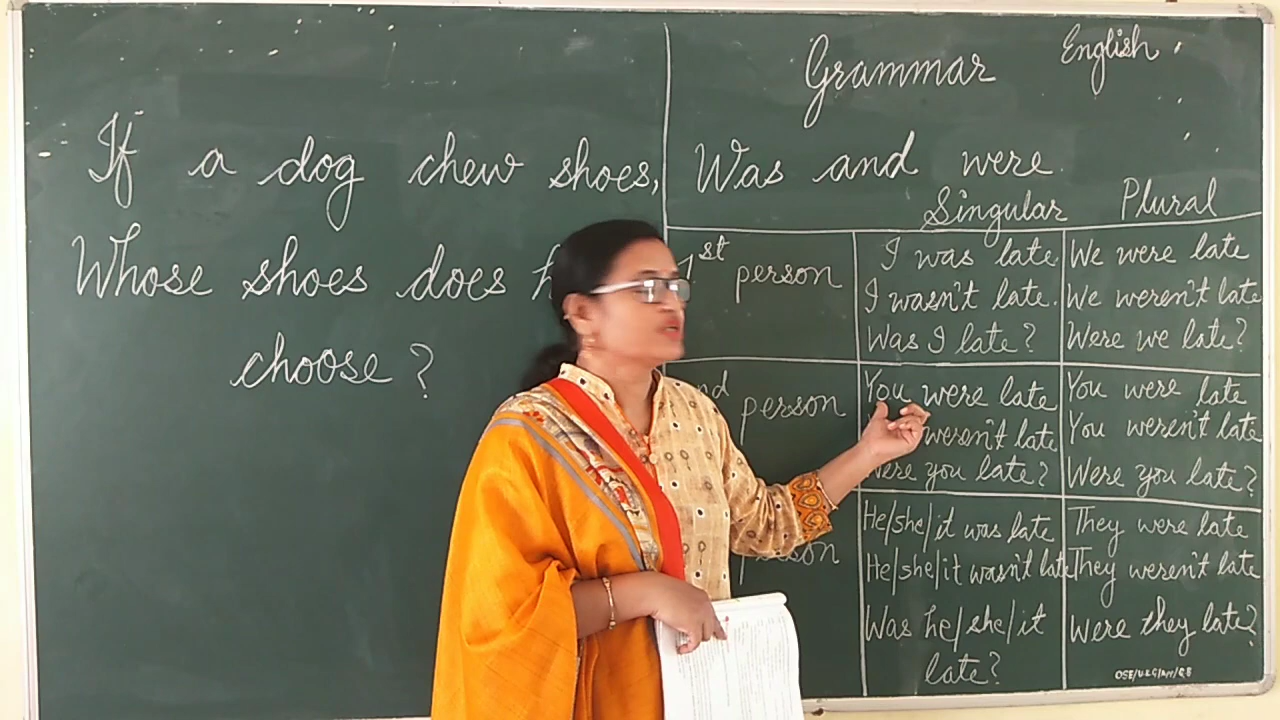 If a dog chew shoes,
Whose shoes does
choose?
English
Grammar
Was and were.
Singular Plural
1st person
I was late.
I wasn't late.
Was I late?
We were late
We weren't late
Were we late?
person
You were late
weren't late
Were you late?
You were late
You weren't late
Were you late?
person
He/she/it was late
He/she/it wasn't late
Was he/she/it
late?
They were late
They weren't late
Were they late?